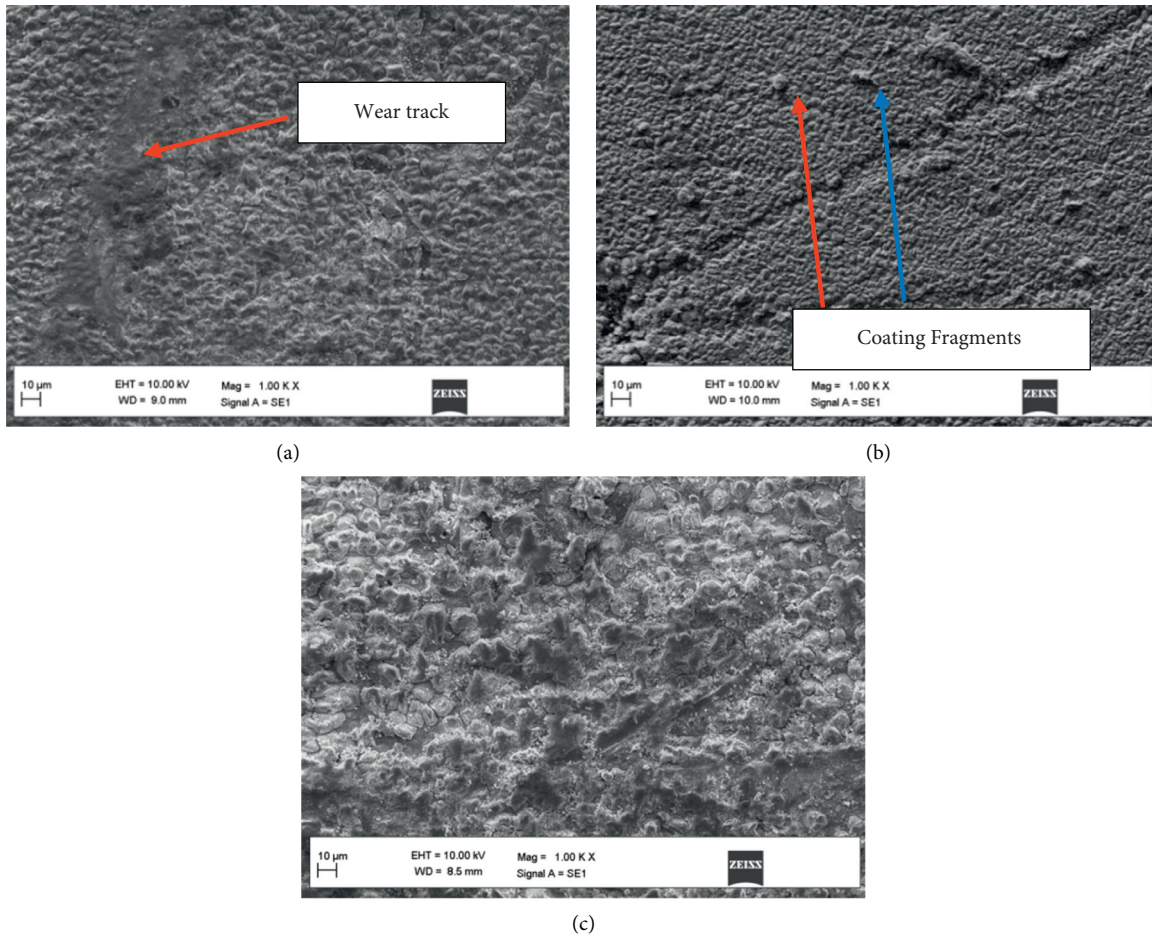 Wear track
10 µm
EHT = 10.00 kV
Mag = 1.00 K X
WD = 9.0 mm
Signal A = SE1
ZEISS
(a)
Coating Fragments
10 µm
EHT = 10.00 kV
Mag = 1.00 K X
WD = 10.0 mm
Signal A = SE1
ZEISS
(b)
10 µm
EHT = 10.00 kV
Mag = 1.00 K X
WD = 8.5 mm
Signal A = SE1
ZEISS
(c)